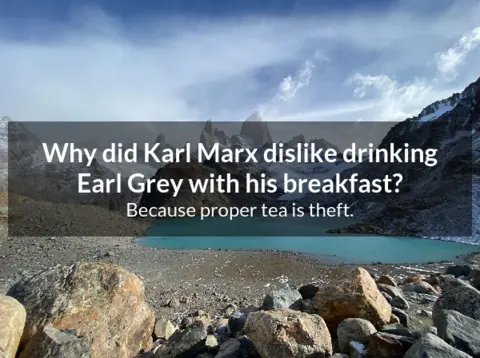 Why did Karl Marx dislike drinking
Earl Grey with his breakfast?
Because proper tea is theft.